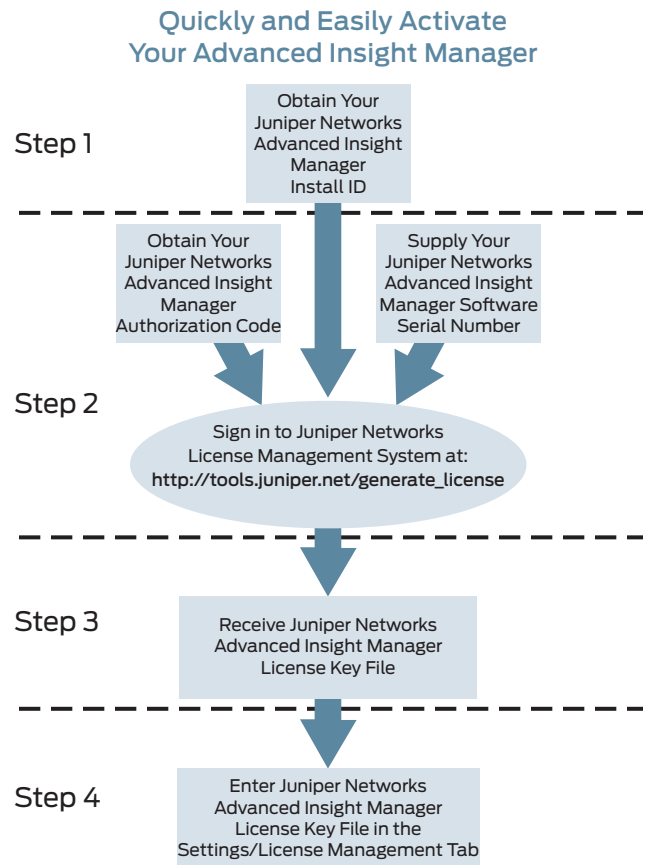 Quickly and Easily Activate
Your Advanced Insight Manager
Step 1
Obtain Your
Juniper Networks
Advanced Insight
Manager
Install ID
Step 2
Obtain Your
Juniper Networks
Advanced Insight
Manager
Authorization Code
Supply Your
Juniper Networks
Advanced Insight
Manager Software
Serial Number
Sign in to Juniper Networks
License Management System at:
http://tools.juniper.net/generate_license
Step 3
Receive Juniper Networks
Advanced Insight Manager
License Key File
Step 4
Enter Juniper Networks
Advanced Insight Manager
License Key File in the
Settings/License Management Tab